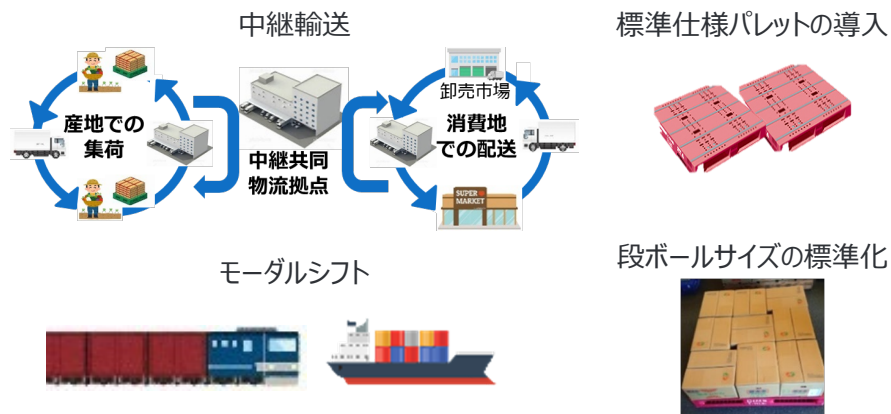 中継輸送
標準仕様パレットの導入
産地での
集荷
中継共同
物流拠点
卸売市場
消費地
での配送
SUPER
MARKET
モーダルシフト
段ボールサイズの標準化